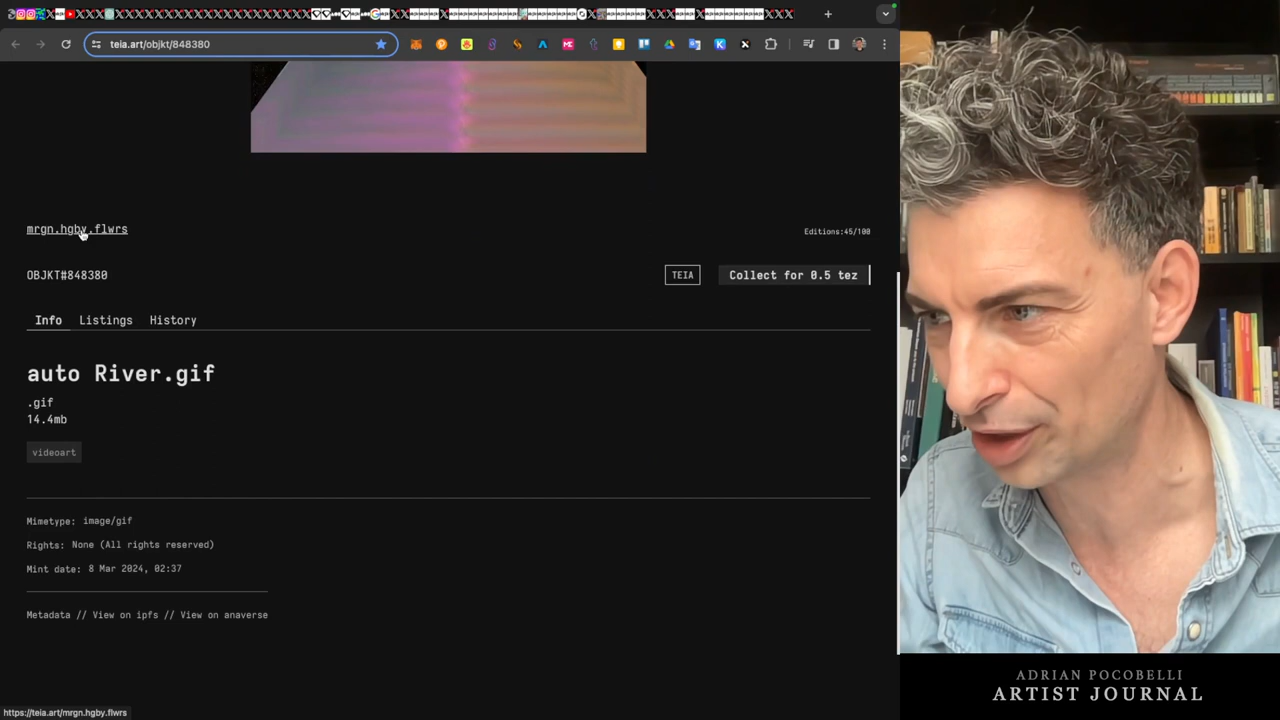 teia.art/objkt/848380
mrgn.hgby.flwrs
Editions:45/100
OBJKT#848380
TEIA
Collect for 0.5 tez
Info
Listings
History
auto River.gif
.gif
14.4mb
videoart
Mimetype: image/gif
Rights: None (All rights reserved)
Mint date: 8 Mar 2024, 02:37
Metadata // View on ipfs // View on anaverse
https://teia.art/mrgn.hgby.flwrs
ADRIAN POCOBELLI
ARTIST JOURNAL